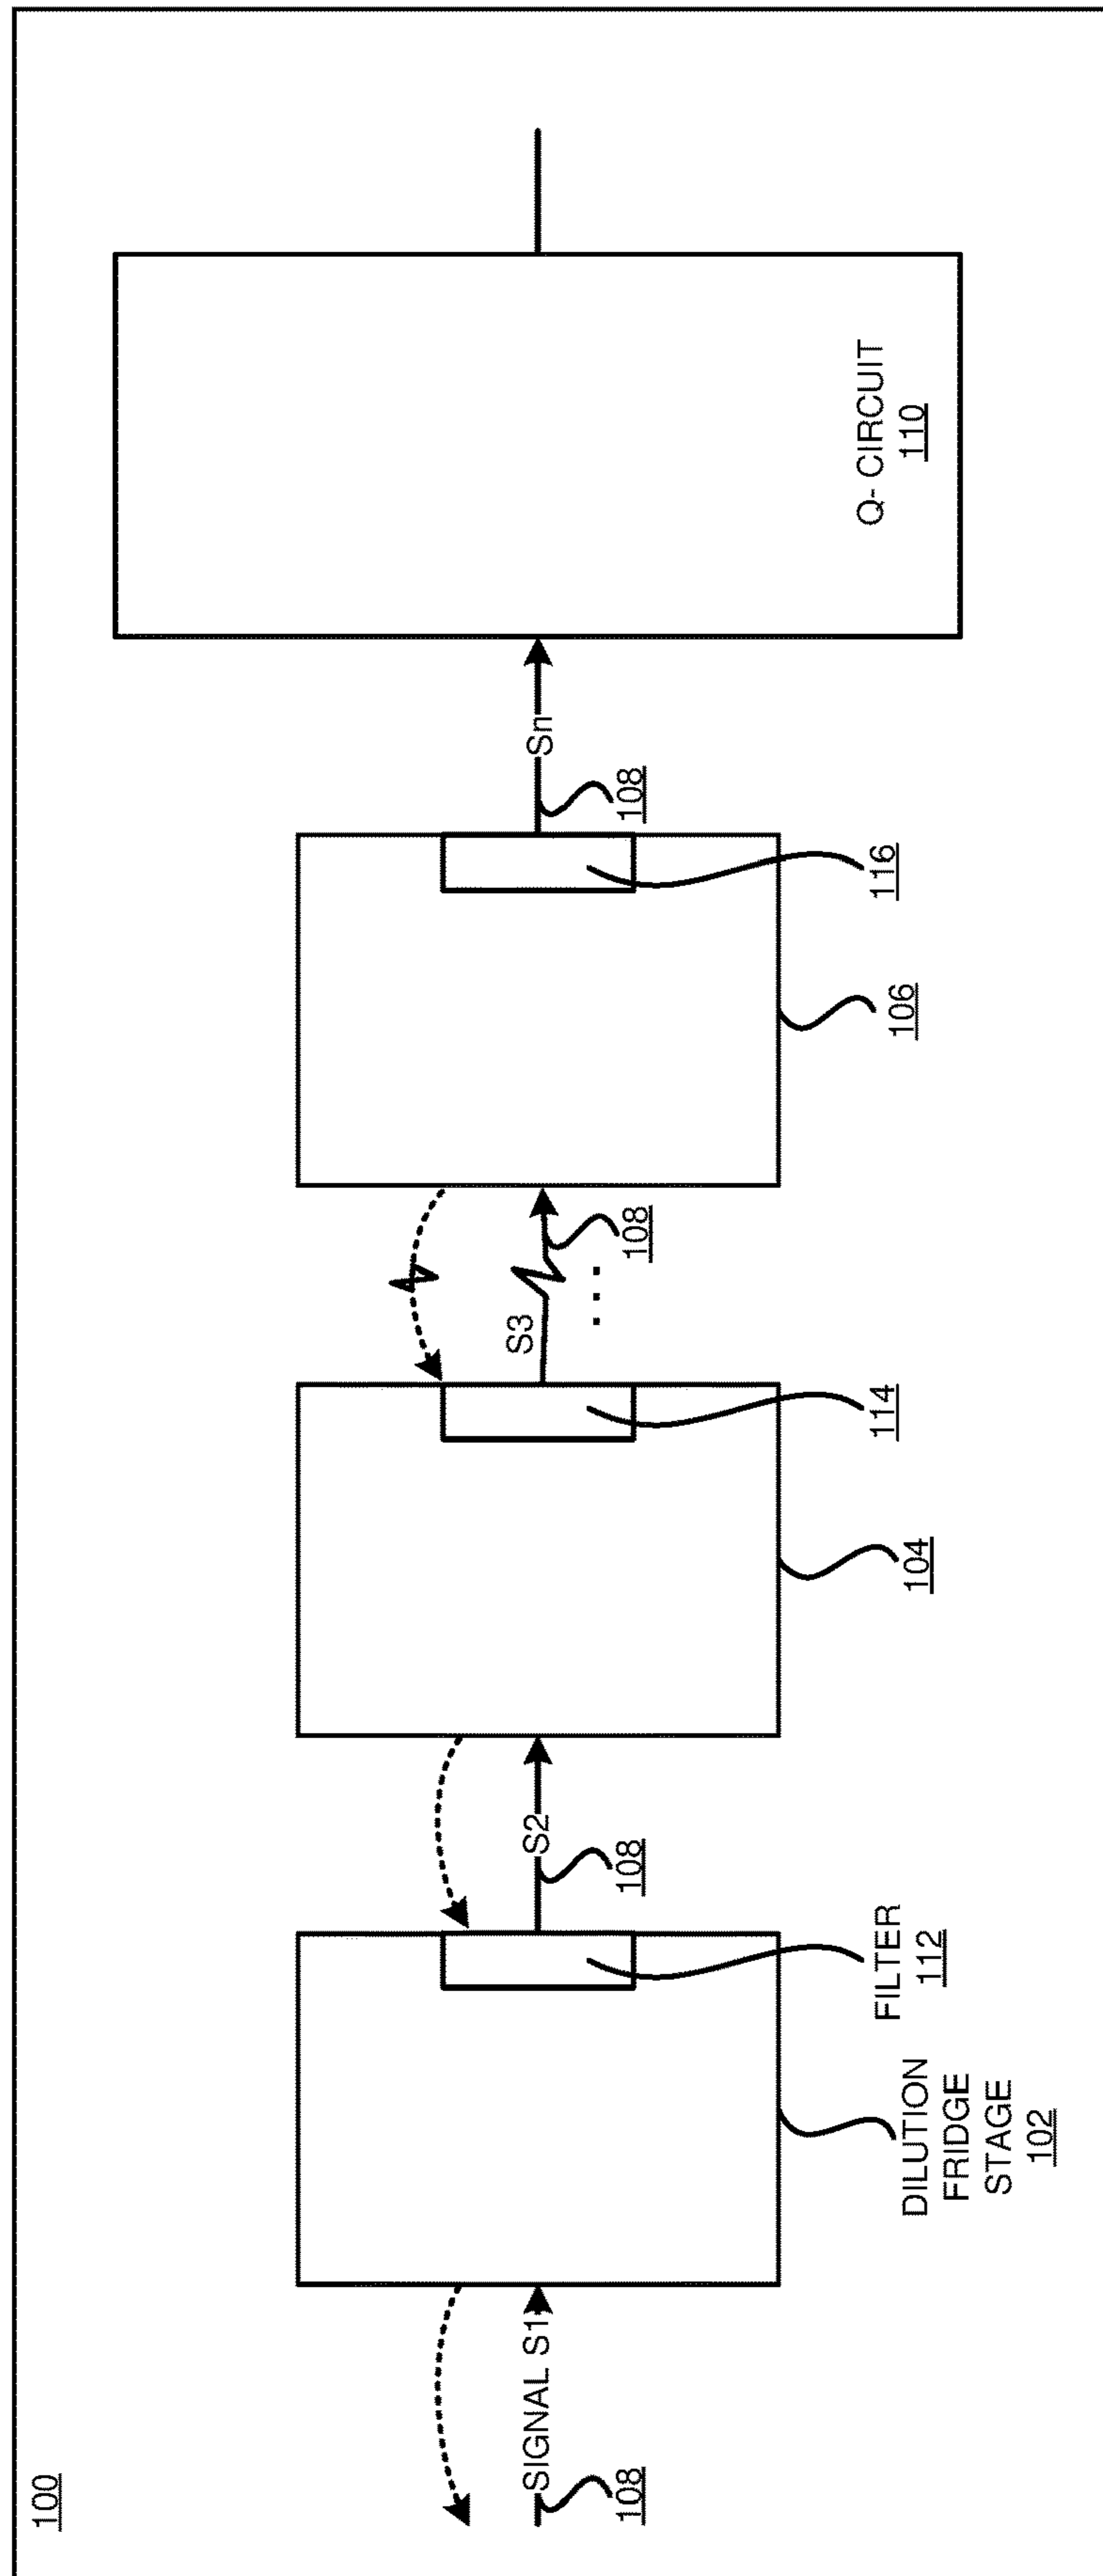 100
108
SIGNAL S1
DILUTION
FRIDGE
STAGE
102
FILTER
112
S2
108
104
114
S3
...
108
106
116
Sn
108
Q- CIRCUIT
110